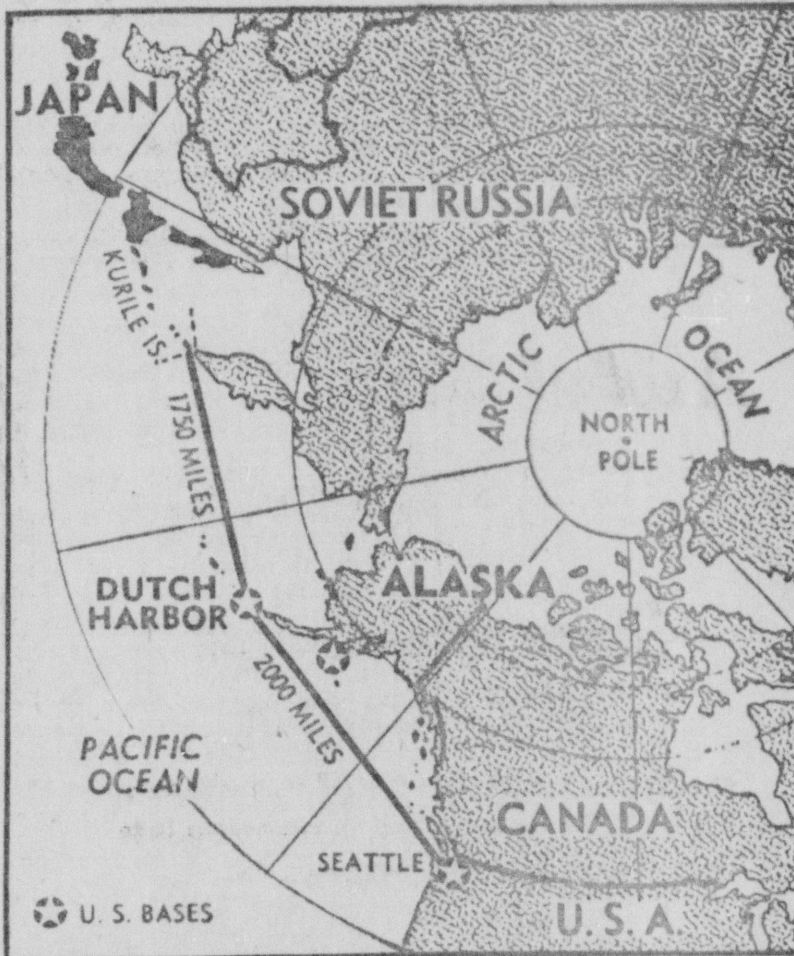 JAPAN
SOVIET RUSSIA
KURILE IS.
ARCTIC
OCEAN
NORTH
POLE
1750 MILES
DUTCH
HARBOR
ALASKA
2000 MILES
PACIFIC
OCEAN
CANADA
SEATTLE
U. S. BASES
U. S. A.